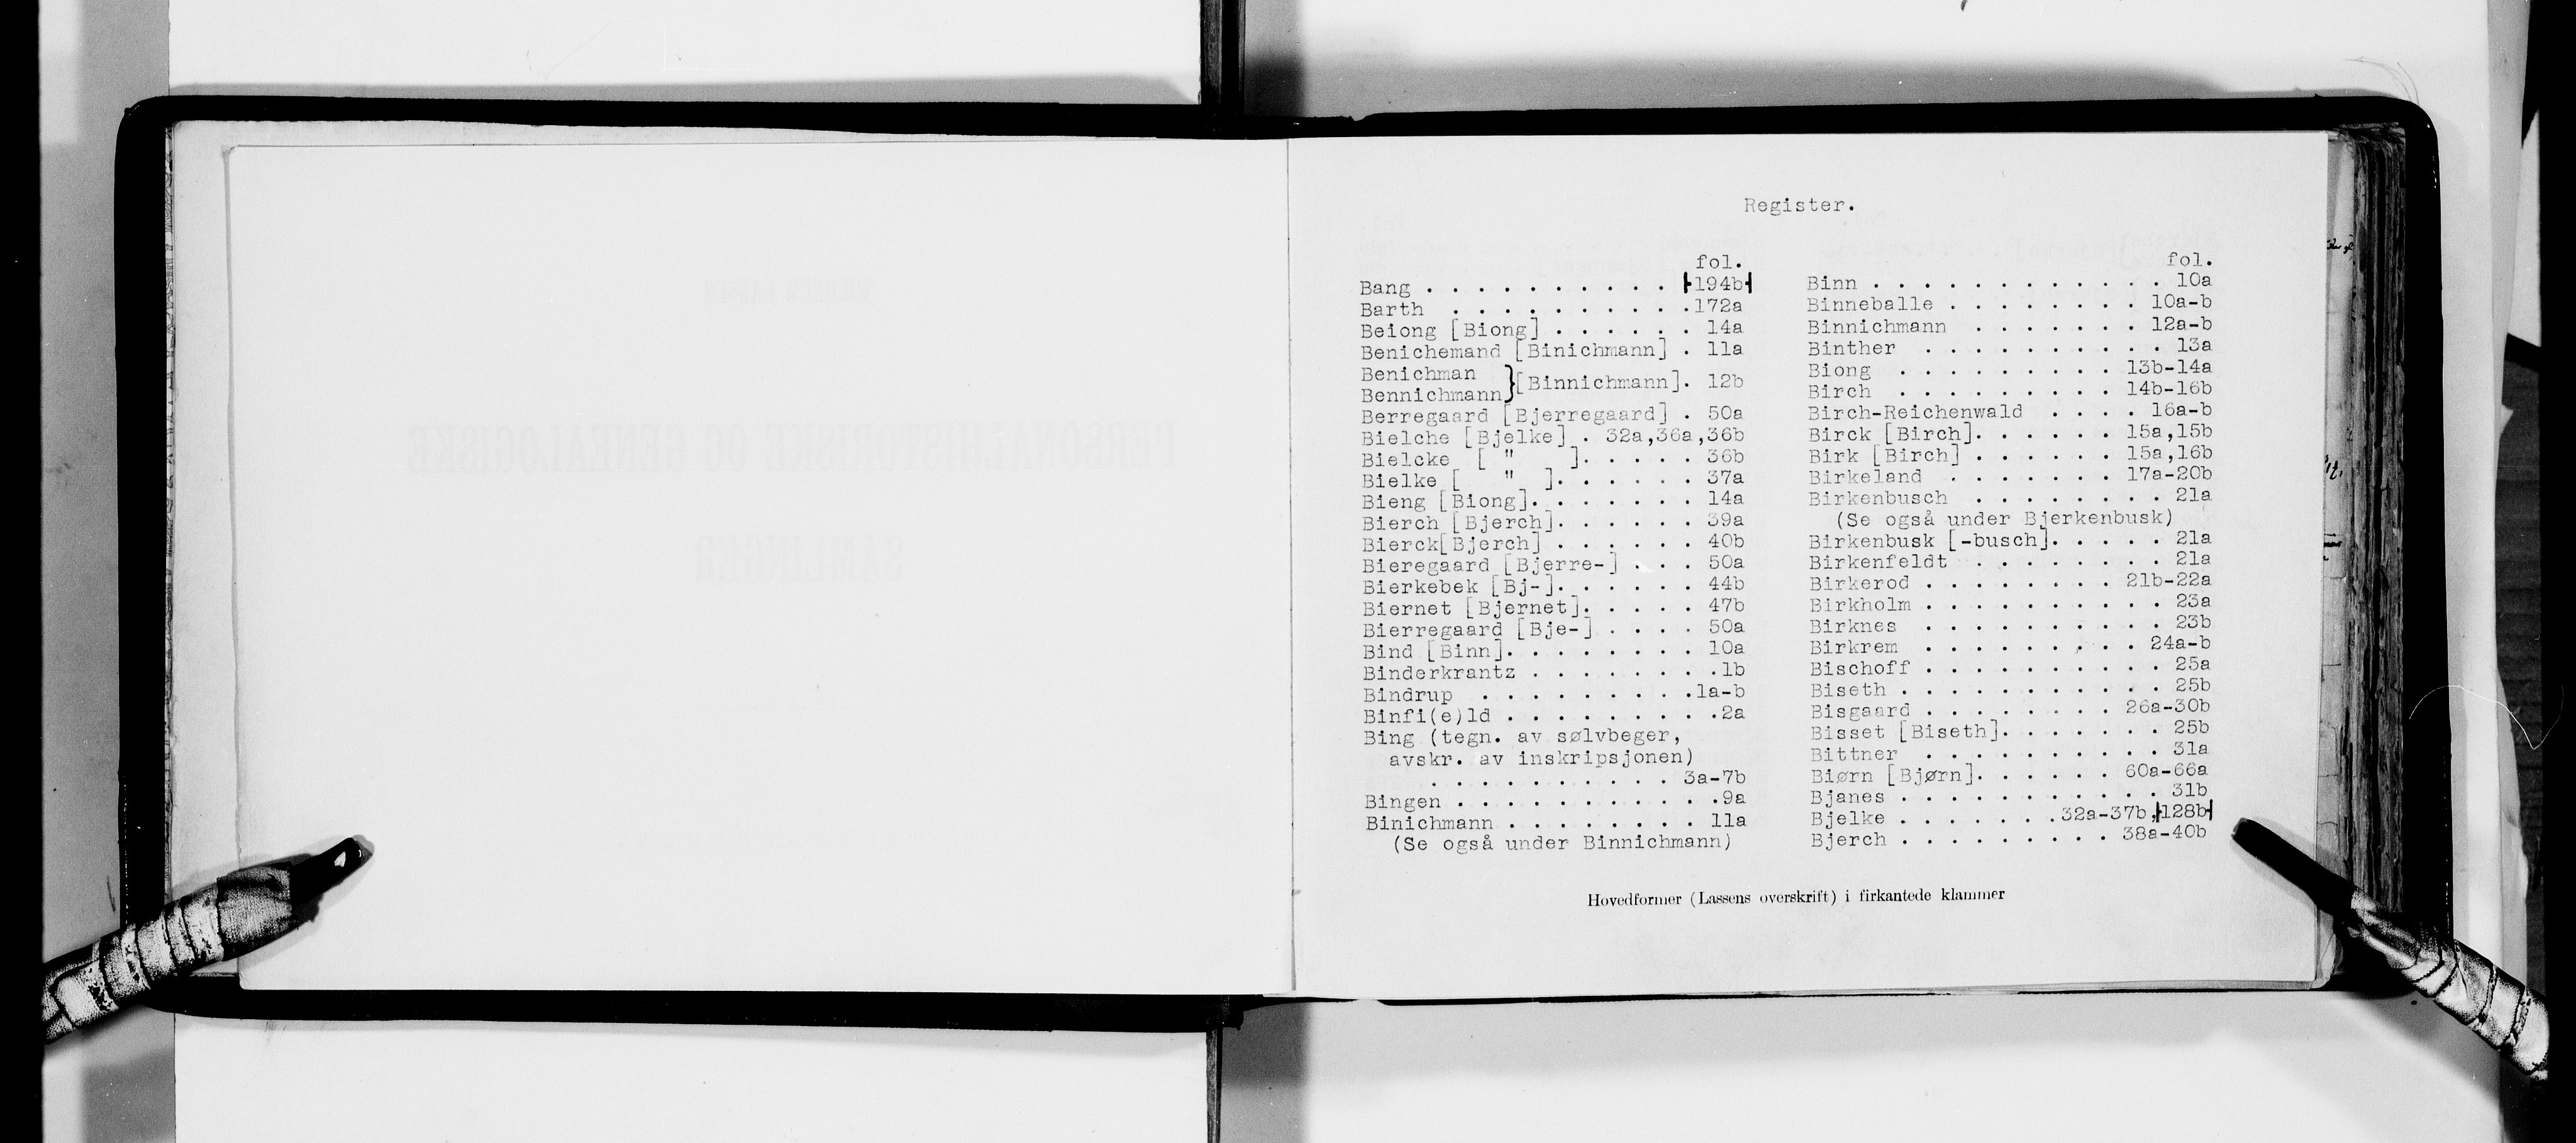 Register.
fol.
Bang . . . . . . . . . . ⊦194b⊣
Barth . . . . . . . . . .172a
Beiong [Biong] . . . . . . 14a
Benichemand [Binichmann] . 11a
Benichman
Bennichmann}[Binnichmann]. 12b
Berregaard [Bjerregaard] . 50a
Bielche [Bjelke] . 32a,36a,36b
Bielcke [ " ]. . . . . 36b
Bielke [ " ]. . . . . . 37a
Bieng [Biong]. . . . . . . 14a
Bierch [Bjerch]. . . . . . 39a
Bierck[Bjerch] . . . . . . 40b
Bieregaard [Bjerre-] . . . 50a
Bierkebek [Bj-]. . . . . . 44b
Biernet [Bjernet]. . . . . 47b
Bierregaard [Bje-] . . . . 50a
Bind [Binn]. . . . . . . . 10a
Binderkrantz . . . . . . . .1b
Bindrup . . . . . . . . .1a-b
Binfi(e)ld . . . . . . . . .2a
Bing (tegn. av sølvbeger,
avskr. av inskripsjonen)
. . . . . . . . . . . 3a-7b
Bingen . . . . . . . . . . .9a
Binichmann . . . . . . . . 11a
(Se også under Binnichmann)
fol.
Binn . . . . . . . . . . . . 10a
Binneballe . . . . . . . . 10a-b
Binnichmann . . . . . . . 12a-b
Binther . . . . . . . . . . 13a
Biong . . . . . . . . . 13b-14a
Birch . . . . . . . . . 14b-16b
Birch-Reichenwald . . . . 16a-b
Birck [Birch]. . . . . . 15a,15b
Birk [Birch] . . . . . . 15a,16b
Birkeland . . . . . . . 17a-20b
Birkenbusch . . . . . . . . 21a
(Se også under Bjerkenbusk)
Birkenbusk [-busch]. . . . . 21a
Birkenfeldt . . . . . . . . 21a
Birkerod . . . . . . . . 21b-22a
Birkholm . . . . . . . . . . 23a
Birknes . . . . . . . . . . 23b
Birkrem . . . . . . . . . 24a-b
Bischoff . . . . . . . . . . 25a
Biseth . . . . . . . . . . . 25b
Bisgaard . . . . . . . . 26a-30b
Bisset [Biseth]. . . . . . . 25b
Bittner . . . . . . . . . . 31a
Biørn [Bjørn]. . . . . . 60a-66a
Bjanes . . . . . . . . . . . 31b
Bjelke . . . . . . .32a-37b,⊦128b⊣
Bjerch . . . . . . . . . 38a-40b
Hovedformer (Lassens overskrift) i firkantede klammer